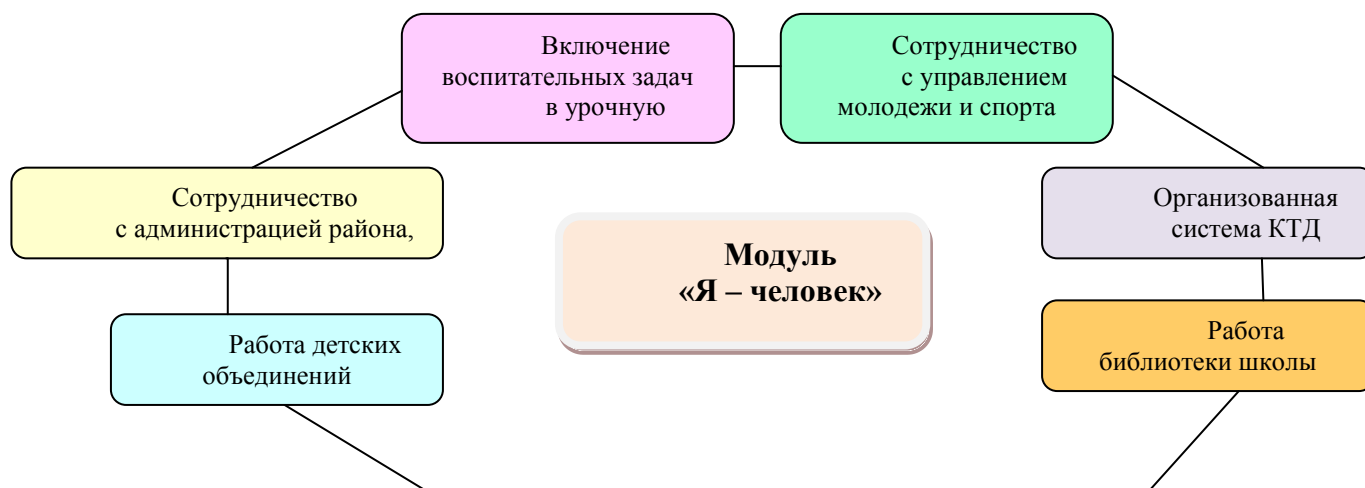 Включение
воспитательных задач
в урочную
Сотрудничество
с управлением
молодежи и спорта
Сотрудничество
с администрацией района,
Организованная
система КТД
Модуль
«Я – человек»
Работа детских
объединений
Работа
библиотеки школы